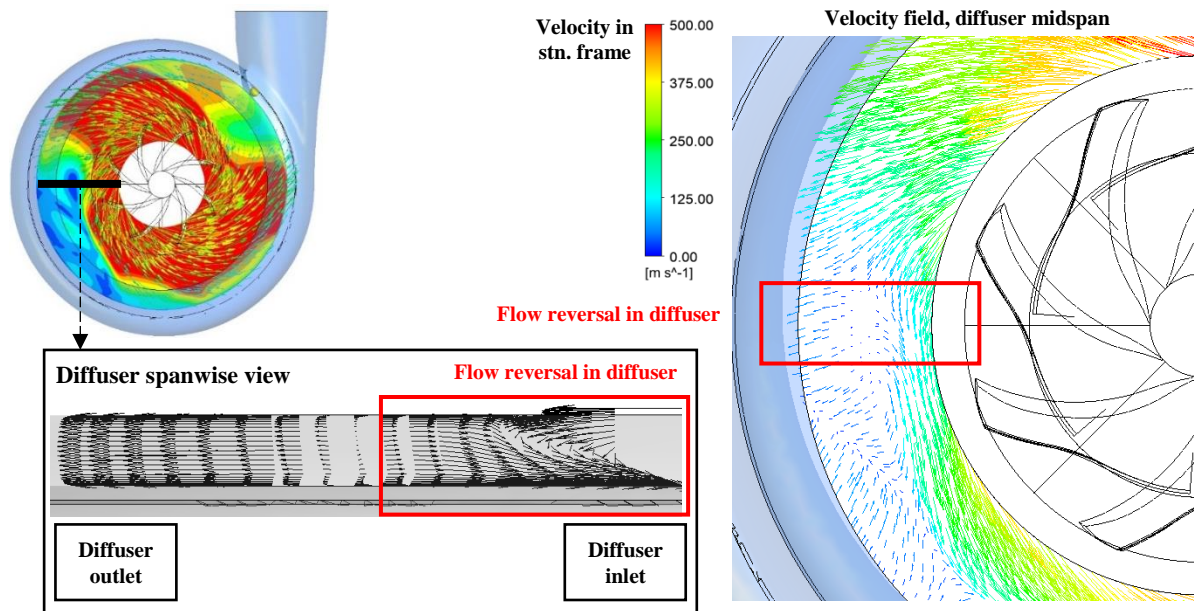 Velocity in
stn. frame
500.00
375.00
250.00
125.00
0.00
[m s^-1]
Velocity field, diffuser midspan
Flow reversal in diffuser
Diffuser spanwise view
Flow reversal in diffuser
Diffuser
outlet
Diffuser
inlet